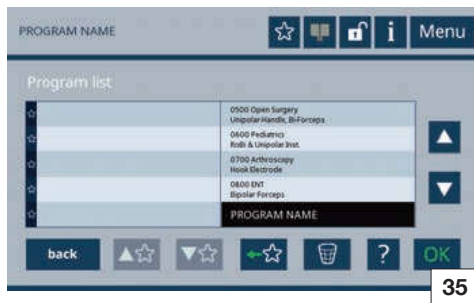 PROGRAM NAME
i
Menu
Program list
0500 Open Surgery
Unipolar Handle, Bi-Forceps
0600 Pediatrics
RoBi & Unipolar Inst.
0700 Arthroscopy
Hook Electrode
0800 ENT
Bipolar Forceps
PROGRAM NAME
back
?
OK
35